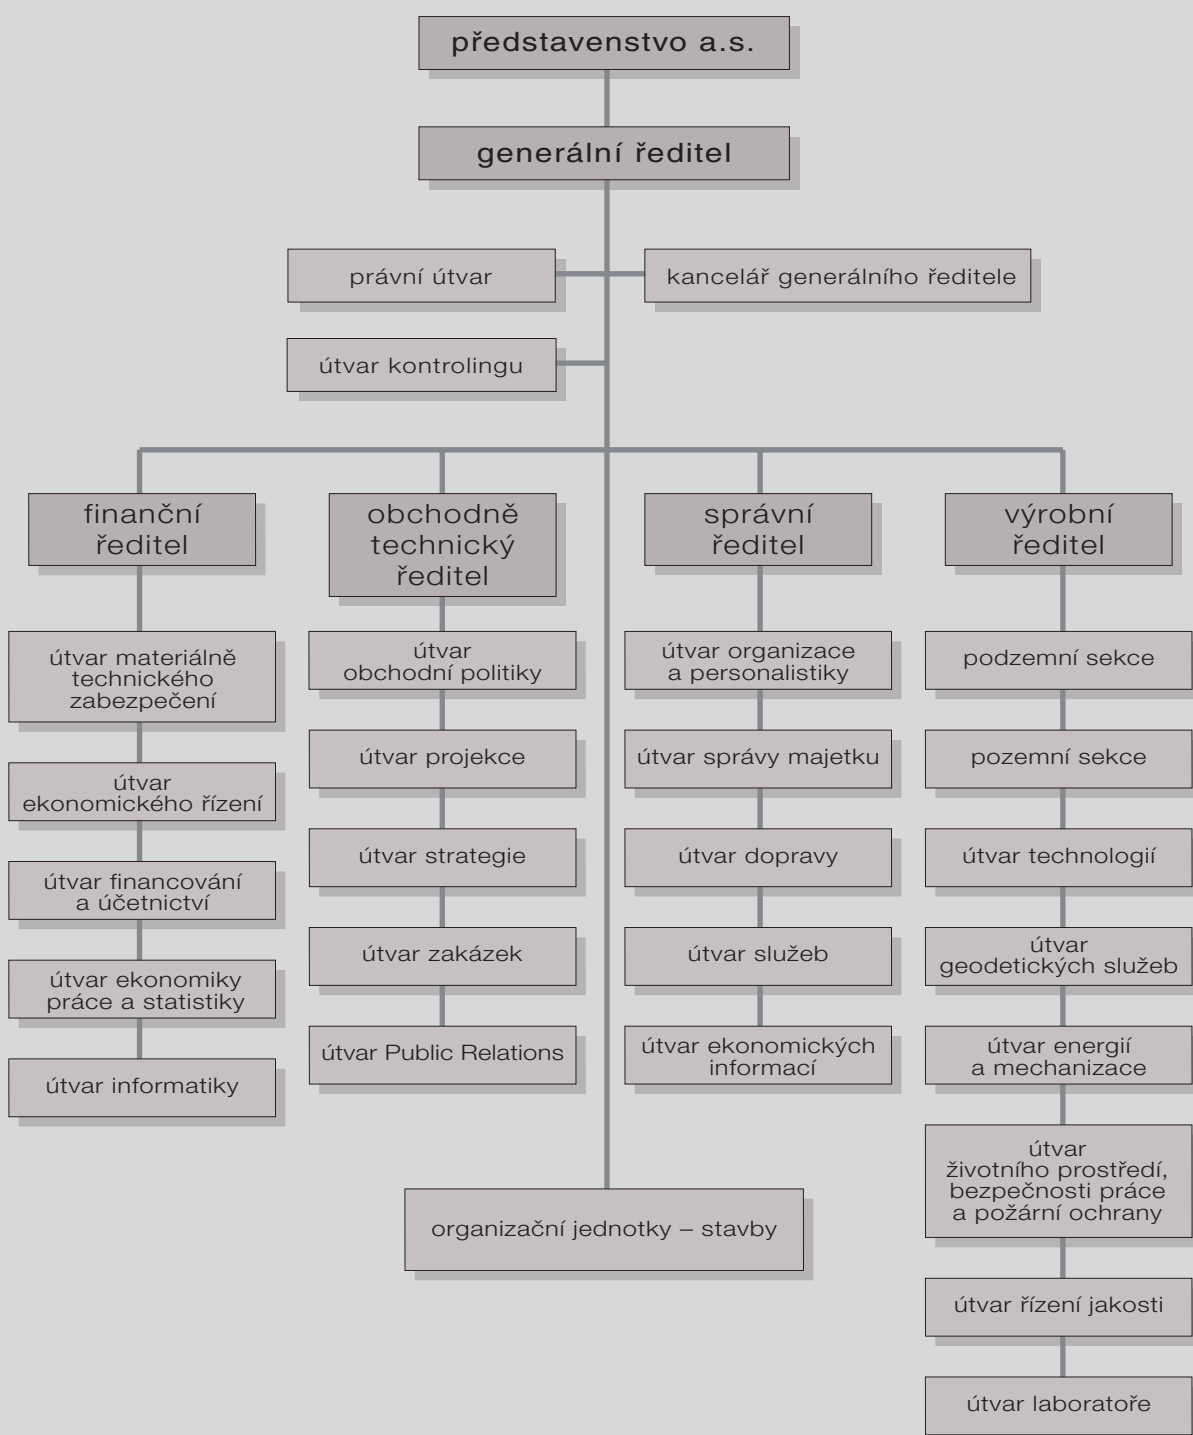 představenstvo a.s.
generální ředitel
právní útvar
kancelář generálního ředitele
útvar kontrolingu
finanční
ředitel
obchodně
technický
ředitel
správní
ředitel
výrobní
ředitel
útvar materiálně
technického
zabezpečení
útvar
ekonomického řízení
útvar financování
a účetnictví
útvar ekonomiky
práce a statistiky
útvar informatiky
útvar
obchodní politiky
útvar projekce
útvar strategie
útvar zakázek
útvar Public Relations
útvar organizace
a personalistiky
útvar správy majetku
útvar dopravy
útvar služeb
útvar ekonomických
informací
podzemní sekce
pozemní sekce
útvar technologií
útvar
geodetických služeb
útvar energií
a mechanizace
útvar
životního prostředí,
bezpečnosti práce
a požární ochrany
útvar řízení jakosti
útvar laboratoře
organizační jednotky – stavby